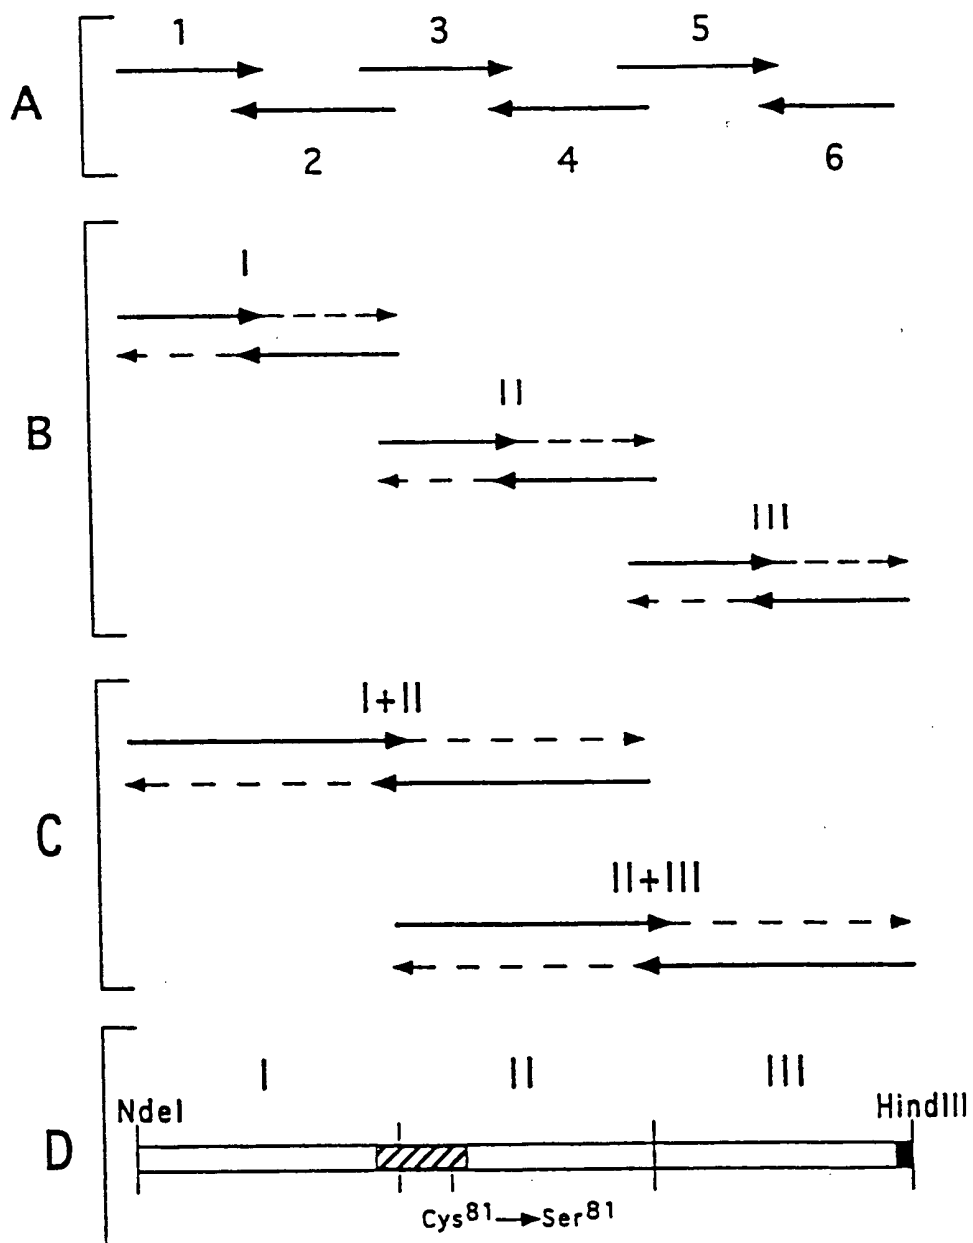 A
1 3 5
2 4 6
B
I
II
III
C
I+II
II+III
D
I II III
NdeI HindIII
Cys81→Ser81